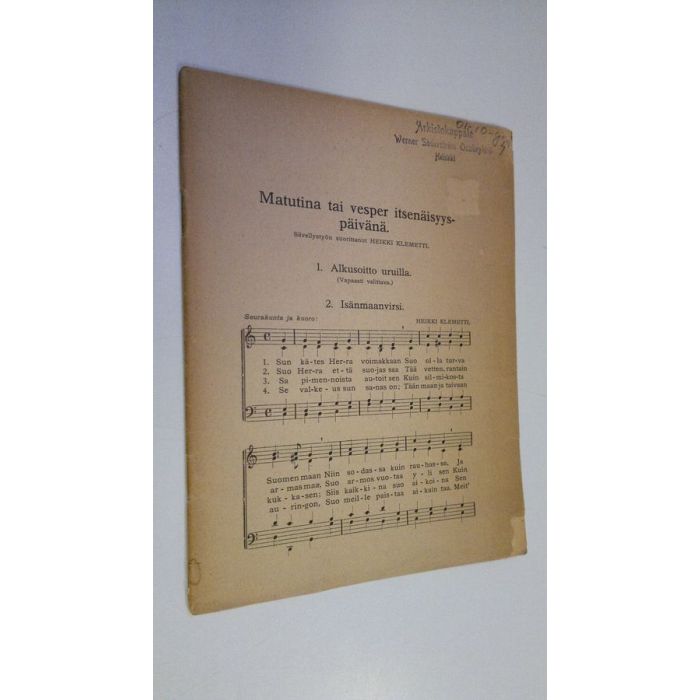 Arkistokappale
Werner
Helsinki
Matutina tai vesper itsenäisyys-
päivänä.
Sävellystyön suorittanut HEIKKI KLEMETTI.
1. Alkusoitto uruilla.
(Vapaasti valittava.)
2. Isänmaanvirsi.
Seurakunta ja kuoro:
HEIKKI KLEMETTI.
1. Sun kä-tes Her-ra voimakkaan Suo ol-la tur-va
2. Suo Her-ra et-tä suo-jas saa Tää vetten, rantain
3. Sa pi-men-noista au-toit sen Kuin sil-mi-kos-ta
4. Se val-ke-us sun sa-nas on; Tään maan ja taivaan
Suomen maan Niin so-das-sa kuin rau-has-sa, Ja
ar-mas maa. Suo ar-mos vuo-taa y-li sen Kuin
kuk-ka-sen; Siis kaik-ki-na suo ai-koi-na Sen
au-rin-gon, Suo meil-le pais-taa ai-kain taa. Meit'